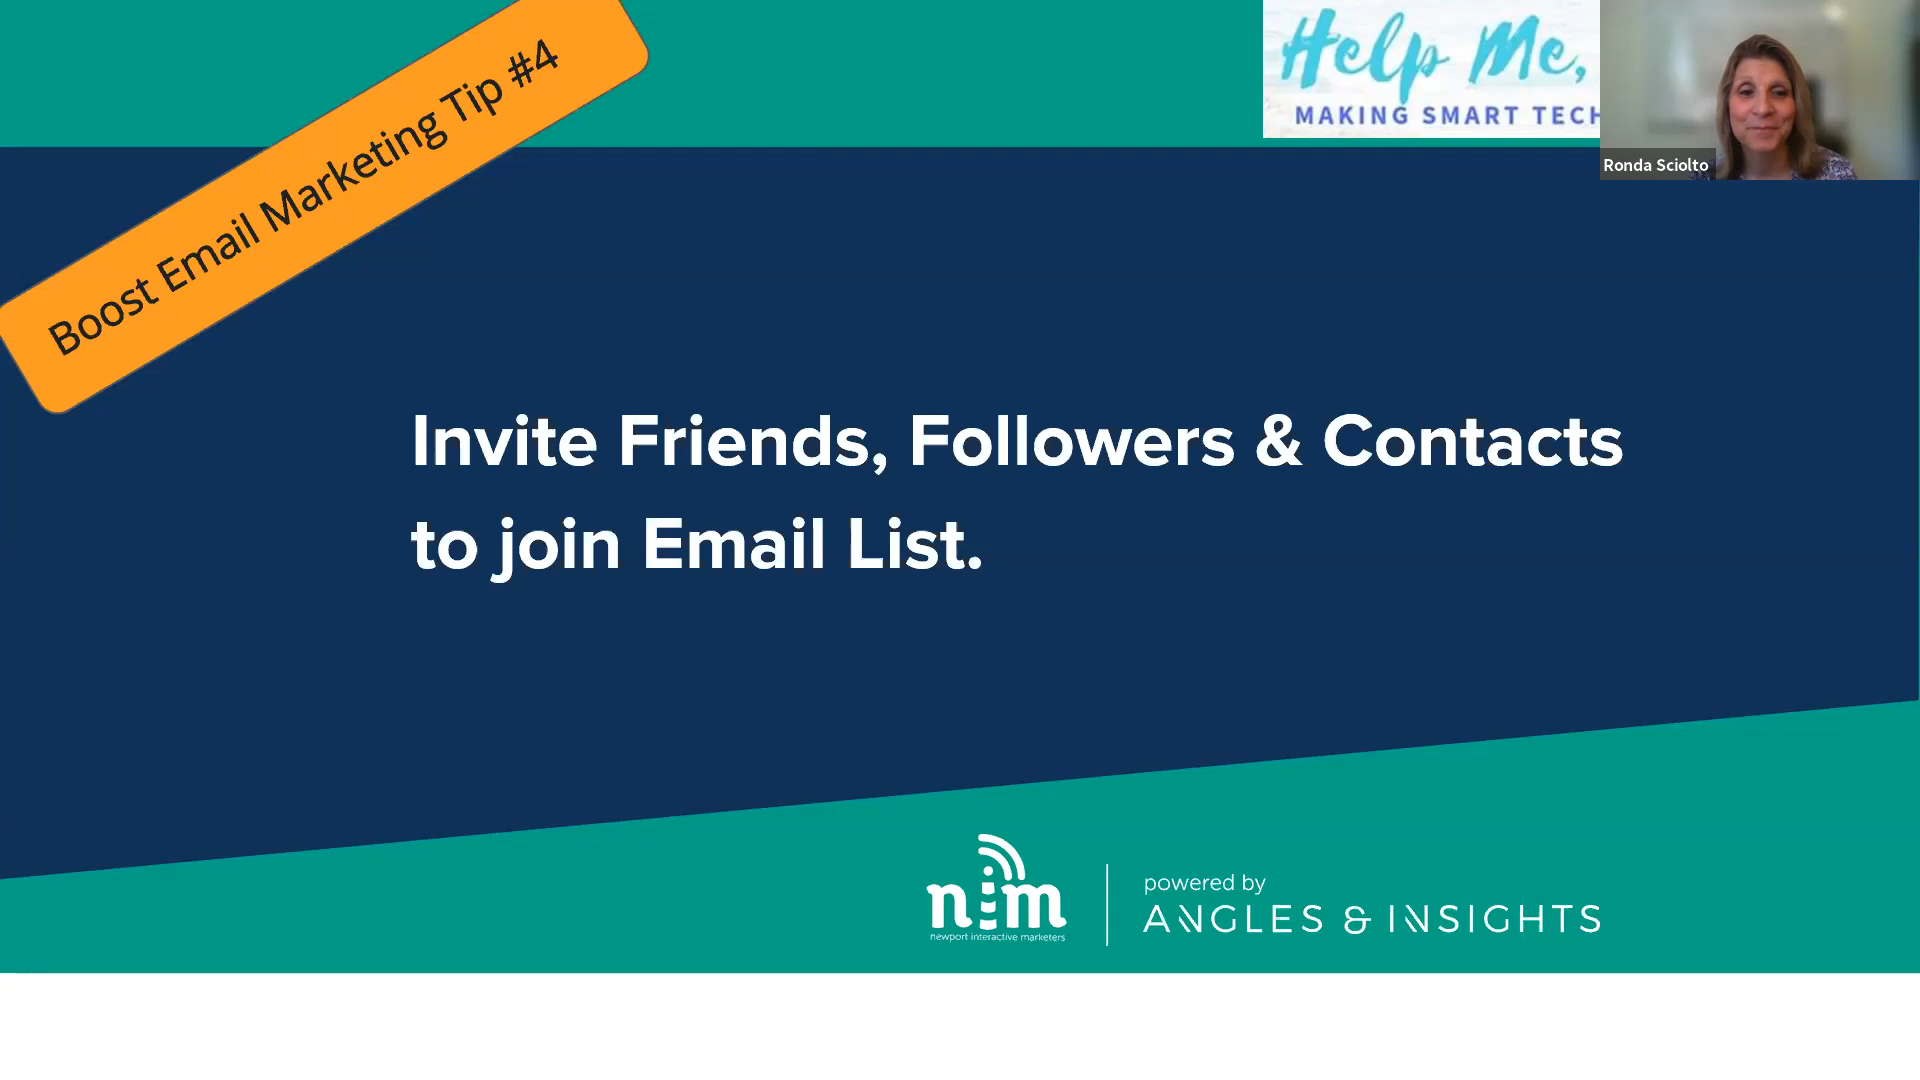 Boost Email Marketing Tip #4
Help Me,
MAKING SMART TECH
Ronda Sciolto
Invite Friends, Followers & Contacts
to join Email List.
nim
newport interactive marketers
powered by
ANGLES & INSIGHTS